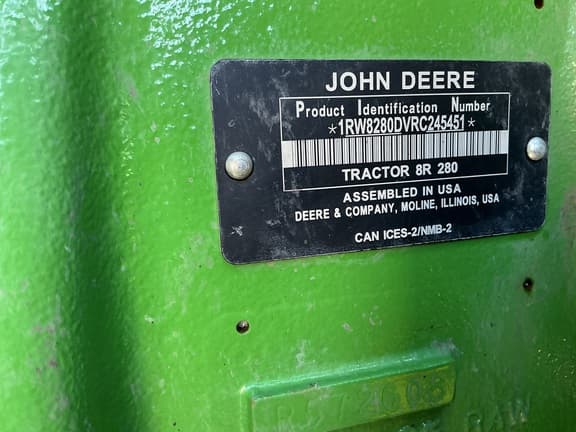 JOHN DEERE
Product Identification Number
*1RW8280DVRC245451*
TRACTOR 8R 280
ASSEMBLED IN USA
DEERE & COMPANY, MOLINE, ILLINOIS, USA
CAN ICES-2/NMB-2